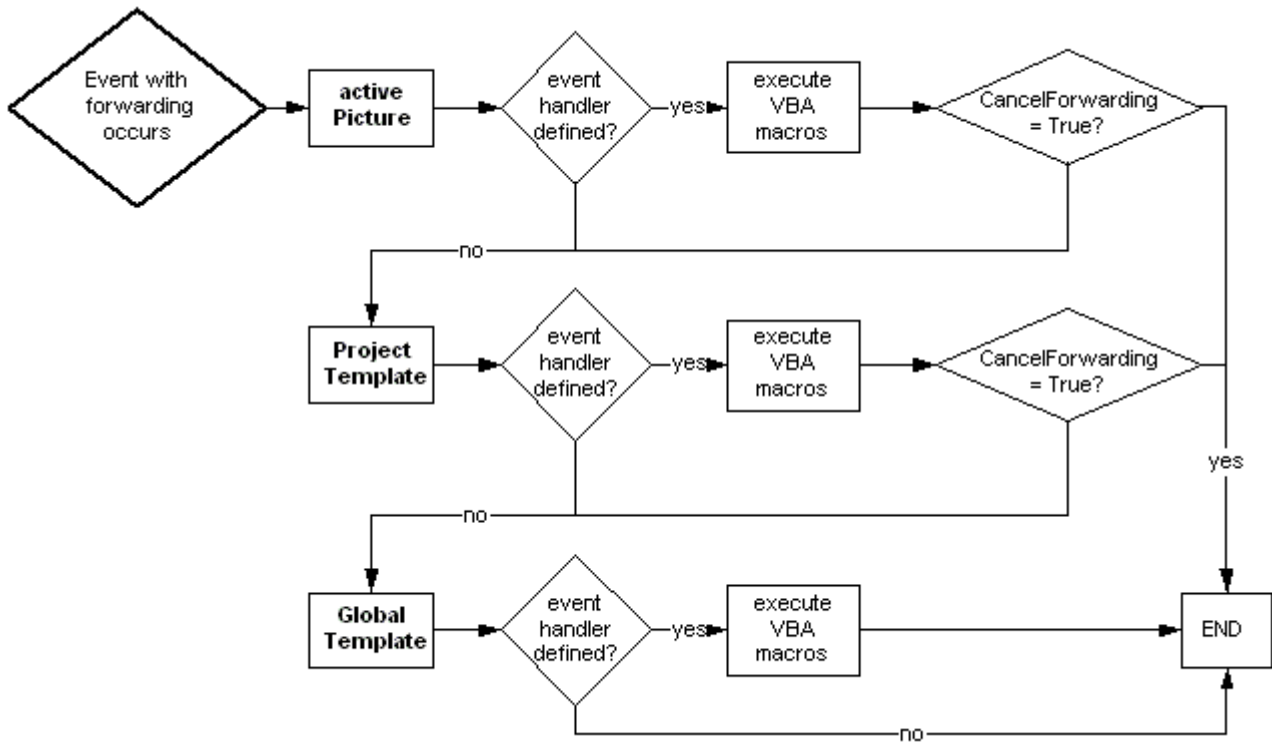 Event with
forwarding
occurs
active
Picture
event
handler
defined?
yes
execute
VBA
macros
CancelForwarding
= True?
no
Project
Template
event
handler
defined?
yes
execute
VBA
macros
CancelForwarding
= True?
yes
no
Global
Template
event
handler
defined?
yes
execute
VBA
macros
END
no